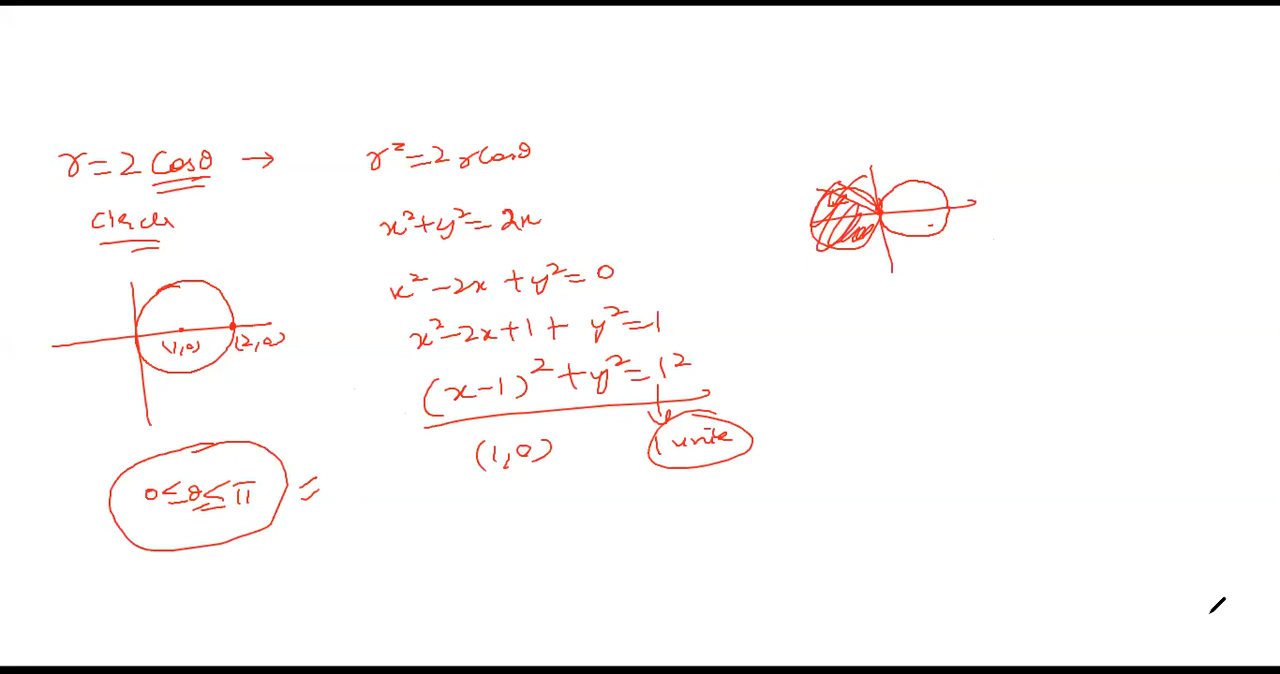 r = 2 Cosθ →
r² = 2 r Cosθ
Circle
x² + y² = 2x
x² - 2x + y² = 0
x² - 2x + 1 + y² = 1
(1,0) (2,0)
(x-1)² + y² = 1²
(1,0)
1 unit
0 ≤ θ ≤ π =